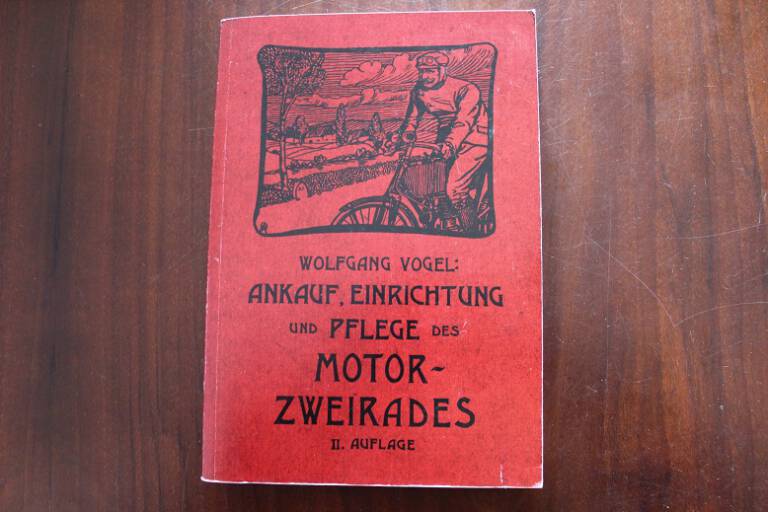 WOLFGANG VOGEL:
ANKAUF, EINRICHTUNG
UND PFLEGE DES
MOTOR-
ZWEIRADES
II. AUFLAGE